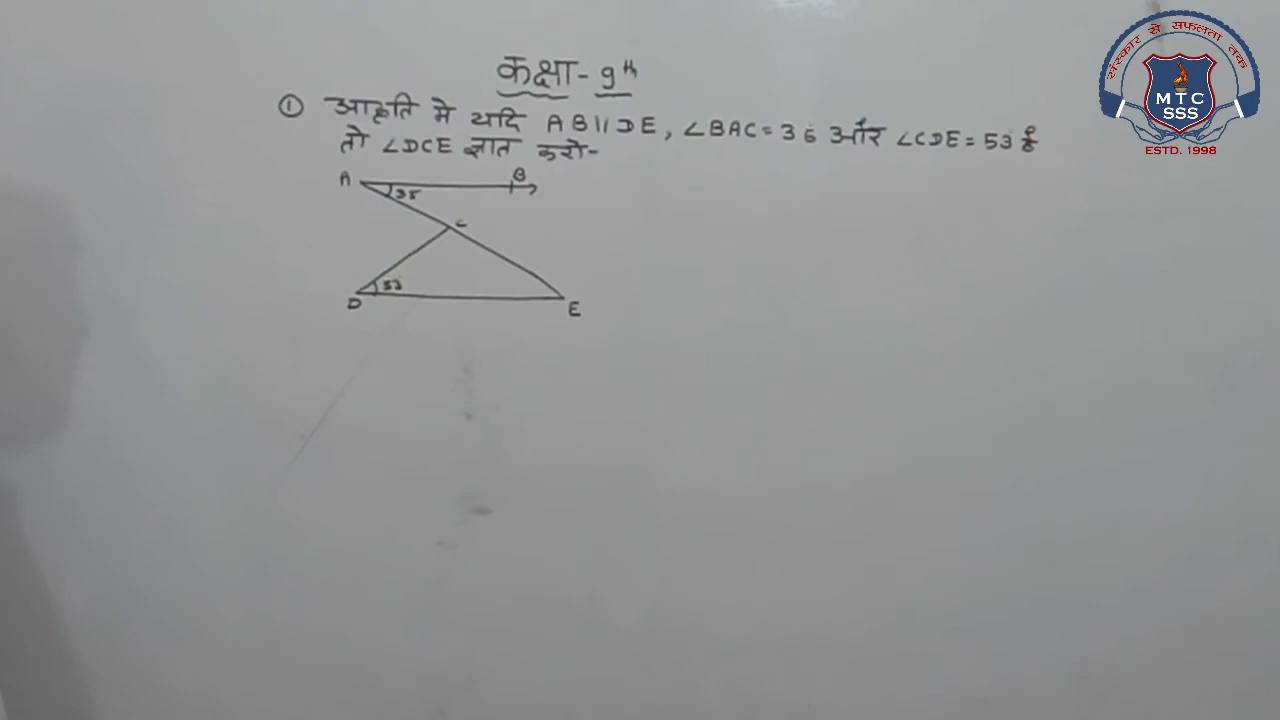 कक्षा - 9th
① आकृति मे यदि AB॥DE, ∠BAC = 36 और ∠CDE = 53° है
तो ∠DCE ज्ञात करो-
A
B
35
C
53
D
E
संस्कार से सफलता तक
MTC
SSS
ESTD. 1998